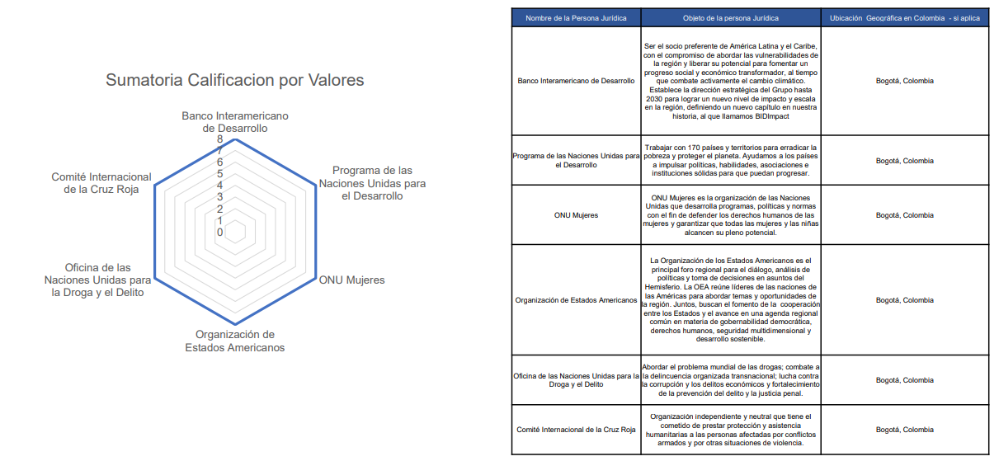 Sumatoria Calificacion por Valores
Banco Interamericano
de Desarrollo
8
7
6
5
4
3
2
1
0
Programa de las
Naciones Unidas para
el Desarrollo
ONU Mujeres
Organización de
Estados Americanos
Oficina de las
Naciones Unidas para
la Droga y el Delito
Comité Internacional
de la Cruz Roja
Nombre de la Persona Jurídica
Objeto de la persona Jurídica
Ubicación Geográfica en Colombia - si aplica
Banco Interamericano de Desarrollo
Ser el socio preferente de América Latina y el Caribe,
con el compromiso de abordar las vulnerabilidades de
la región y liberar su potencial para fomentar un
progreso social y económico transformador, al tiempo
que combate activamente el cambio climático.
Establece la dirección estratégica del Grupo hasta
2030 para lograr un nuevo nivel de impacto y escala
en la región, definiendo un nuevo capítulo en nuestra
historia, al que llamamos BIDImpact
Bogotá, Colombia
Programa de las Naciones Unidas para
el Desarrollo
Trabajar con 170 países y territorios para erradicar la
pobreza y proteger el planeta. Ayudamos a los países
a impulsar políticas, habilidades, asociaciones e
instituciones sólidas para que puedan progresar.
Bogotá, Colombia
ONU Mujeres
ONU Mujeres es la organización de las Naciones
Unidas que desarrolla programas, políticas y normas
con el fin de defender los derechos humanos de las
mujeres y garantizar que todas las mujeres y las niñas
alcancen su pleno potencial.
Bogotá, Colombia
Organización de Estados Americanos
La Organización de los Estados Americanos es el
principal foro regional para el diálogo, análisis de
políticas y toma de decisiones en asuntos del
Hemisferio. La OEA reúne líderes de las naciones de
las Américas para abordar temas y oportunidades de
la región. Juntos, buscan el fomento de la cooperación
entre los Estados y el avance en una agenda regional
común en materia de gobernabilidad democrática,
derechos humanos, seguridad multidimensional y
desarrollo sostenible.
Bogotá, Colombia
Oficina de las Naciones Unidas para la
Droga y el Delito
Abordar el problema mundial de las drogas; combate a
la delincuencia organizada transnacional; lucha contra
la corrupción y los delitos económicos y fortalecimiento
de la prevención del delito y la justicia penal.
Bogotá, Colombia
Comité Internacional de la Cruz Roja
Organización independiente y neutral que tiene el
cometido de prestar protección y asistencia
humanitarias a las personas afectadas por conflictos
armados y por otras situaciones de violencia.
Bogotá, Colombia